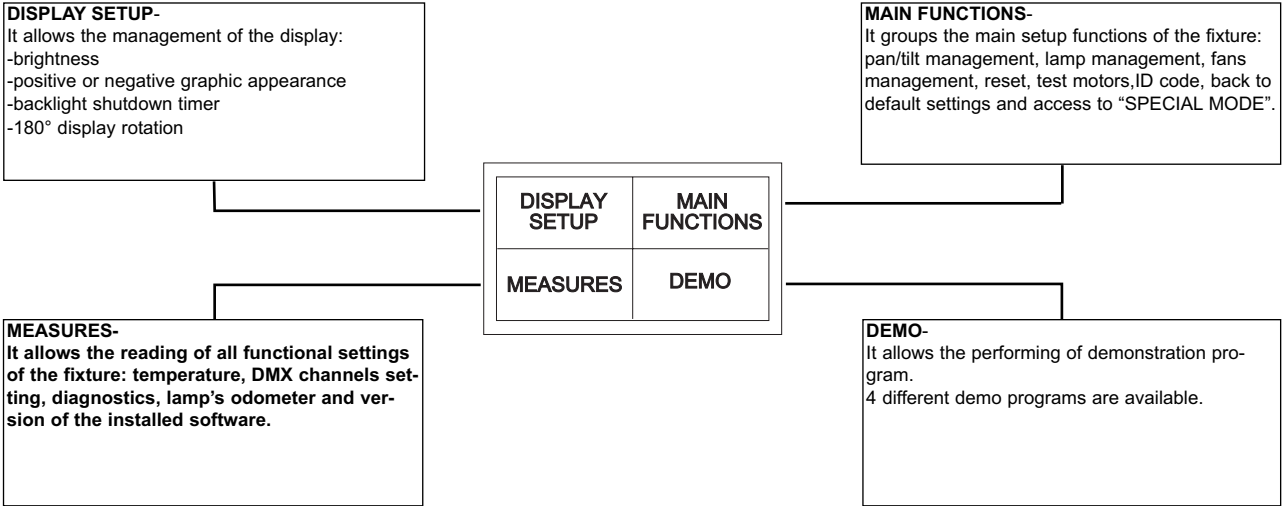 DISPLAY SETUP-
It allows the management of the display:
-brightness
-positive or negative graphic appearance
-backlight shutdown timer
-180° display rotation
MAIN FUNCTIONS-
It groups the main setup functions of the fixture:
pan/tilt management, lamp management, fans
management, reset, test motors,ID code, back to
default settings and access to “SPECIAL MODE”.
DISPLAY
SETUP
MAIN
FUNCTIONS
MEASURES
DEMO
MEASURES-
It allows the reading of all functional settings
of the fixture: temperature, DMX channels set-
ting, diagnostics, lamp’s odometer and ver-
sion of the installed software.
DEMO-
It allows the performing of demonstration pro-
gram.
4 different demo programs are available.